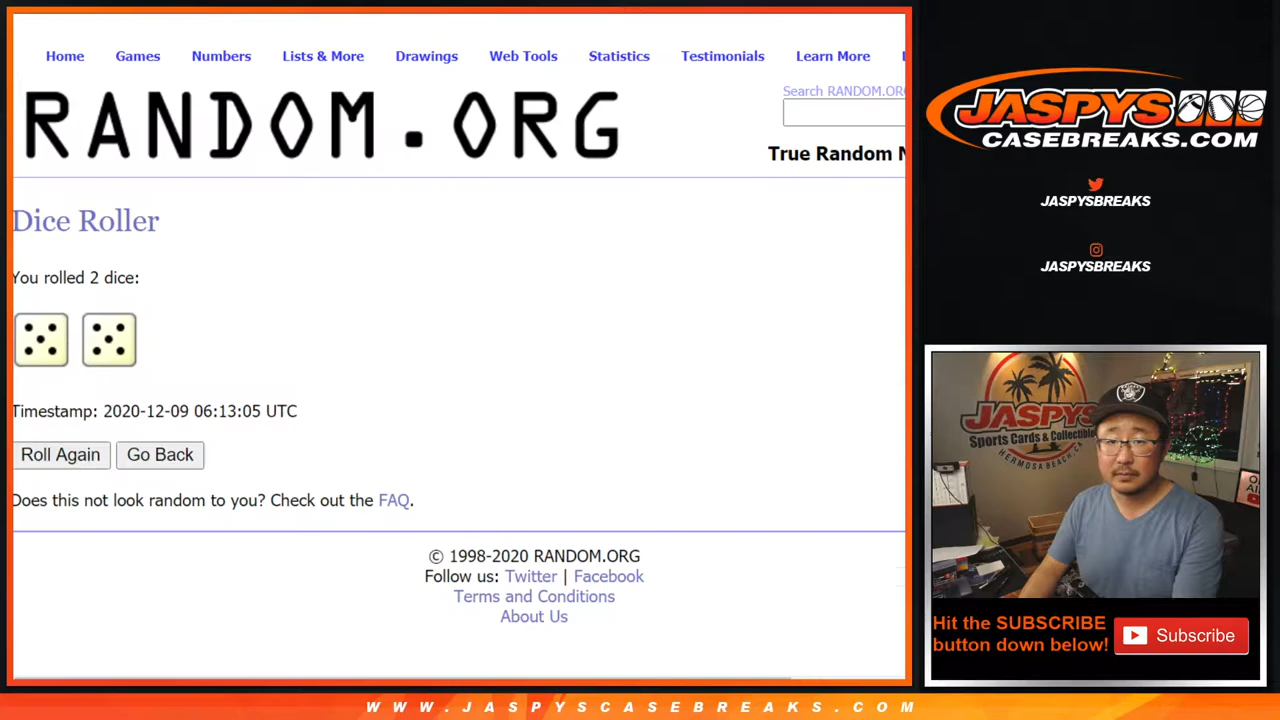 Home Games Numbers Lists & More Drawings Web Tools Statistics Testimonials Learn More
RANDOM.ORG
Search RANDOM.ORG
True Random N
Dice Roller
You rolled 2 dice:
Timestamp: 2020-12-09 06:13:05 UTC
Roll Again Go Back
Does this not look random to you? Check out the FAQ.
© 1998-2020 RANDOM.ORG
Follow us: Twitter | Facebook
Terms and Conditions
About Us
JASPYS
CASEBREAKS.COM
JASPYSBREAKS
JASPYSBREAKS
JASPYS
Sports Cards & Collectible
HERMOSA BEACH, CA
Hit the SUBSCRIBE
button down below!
Subscribe
WWW.JASPYSCASEBREAKS.COM